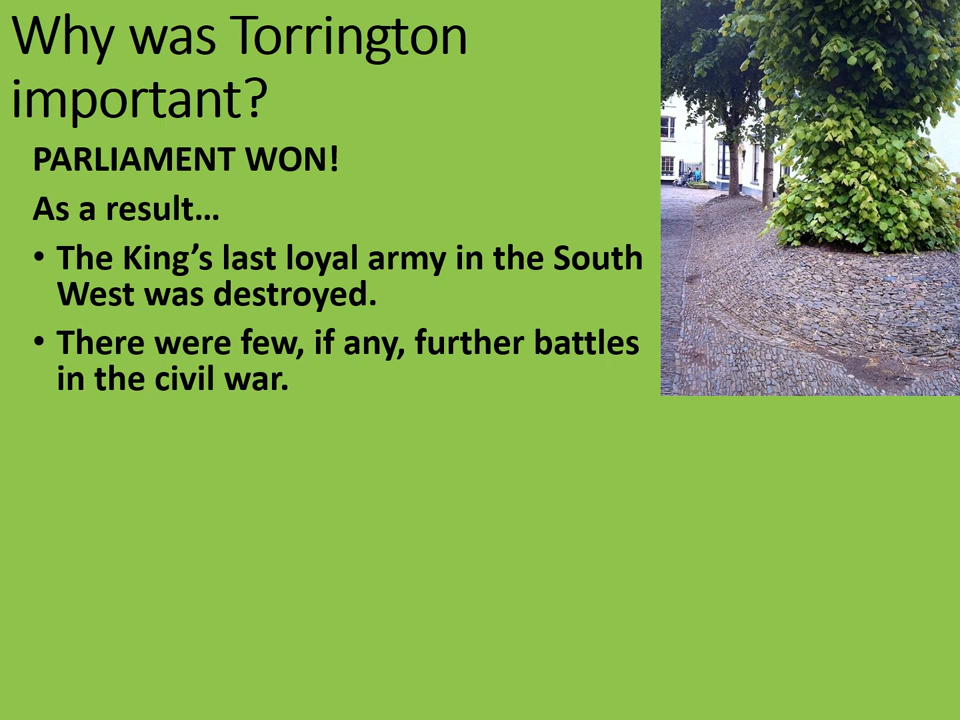 Why was Torrington
important?
PARLIAMENT WON!
As a result…
• The King’s last loyal army in the South
West was destroyed.
• There were few, if any, further battles
in the civil war.